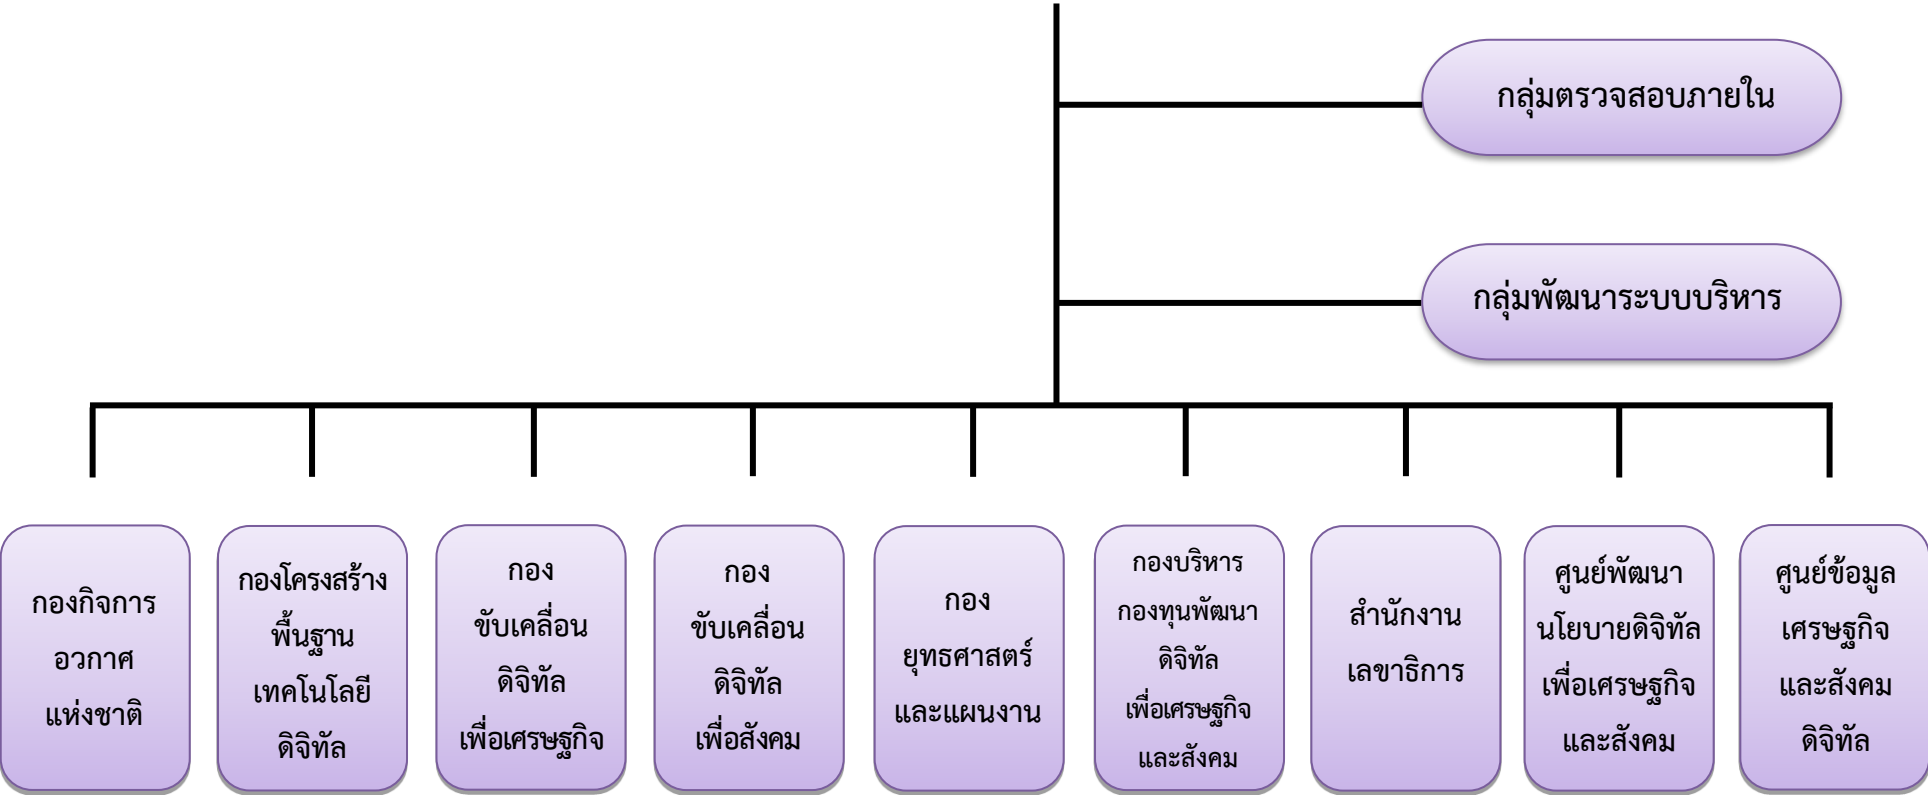 กลุ่มตรวจสอบภายใน
กลุ่มพัฒนาระบบบริหาร
กองกิจการ
อวกาศ
แห่งชาติ
กองโครงสร้าง
พื้นฐาน
เทคโนโลยี
ดิจิทัล
กอง
ขับเคลื่อน
ดิจิทัล
เพื่อเศรษฐกิจ
กอง
ขับเคลื่อน
ดิจิทัล
เพื่อสังคม
กอง
ยุทธศาสตร์
และแผนงาน
กองบริหาร
กองทุนพัฒนา
ดิจิทัล
เพื่อเศรษฐกิจ
และสังคม
สำนักงาน
เลขาธิการ
ศูนย์พัฒนา
นโยบายดิจิทัล
เพื่อเศรษฐกิจ
และสังคม
ศูนย์ข้อมูล
เศรษฐกิจ
และสังคม
ดิจิทัล